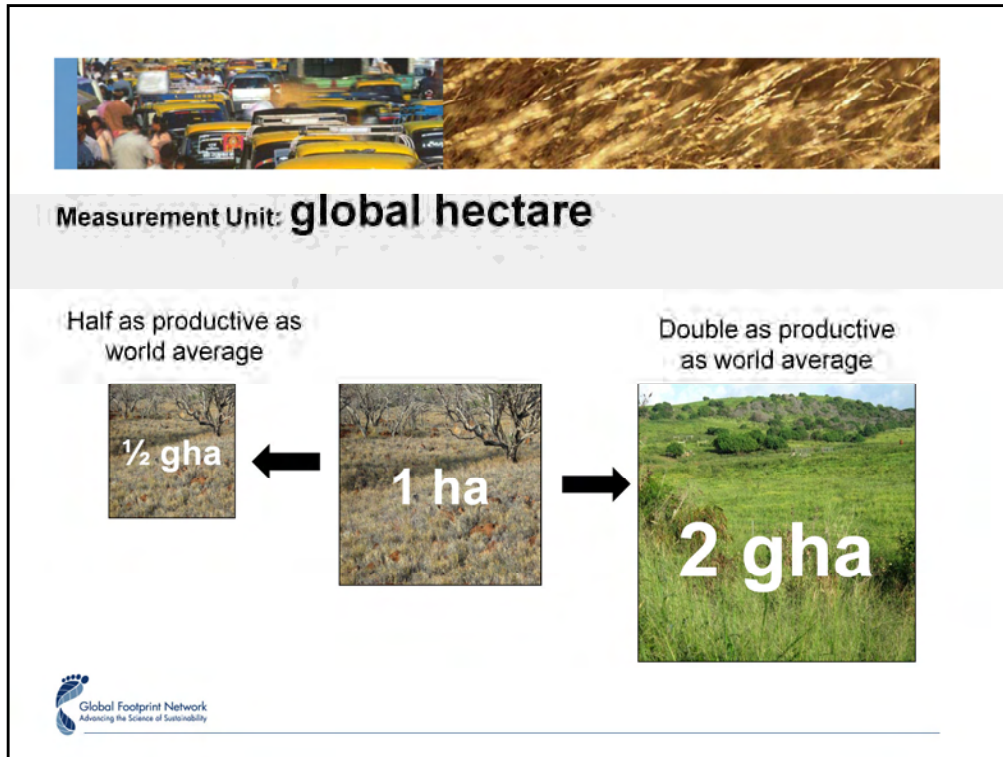 Measurement Unit: global hectare
Half as productive as
world average
Double as productive
as world average
½ gha
1 ha
2 gha
Global Footprint Network
Advancing the Science of Sustainability